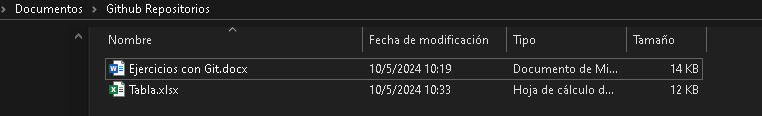 Documentos > Github Repositorios
Nombre Fecha de modificación Tipo Tamaño
Ejercicios con Git.docx 10/5/2024 10:19 Documento de Mi... 14 KB
Tabla.xlsx 10/5/2024 10:33 Hoja de cálculo d... 12 KB